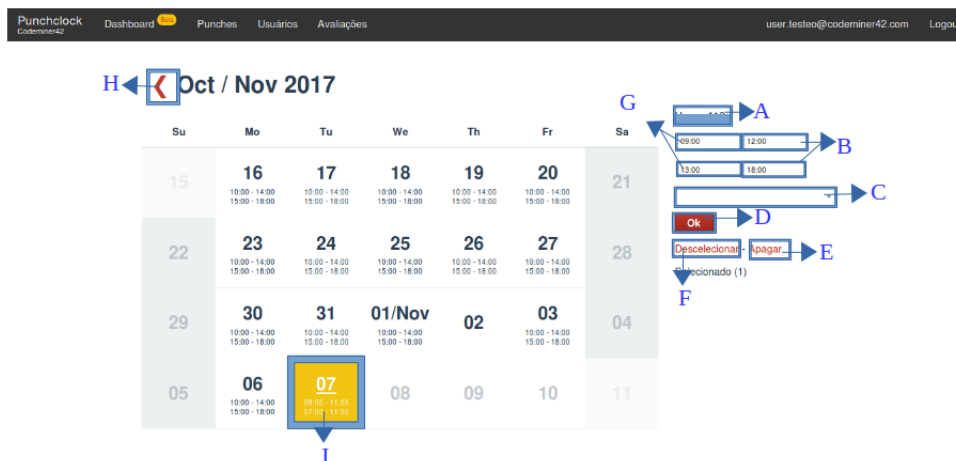 Punchclock Dashboard Beta Punches Usuários Avaliações user.testeo@codeminer42.com Logou
Codeminer42
H ❮ Oct / Nov 2017
G
A
Su Mo Tu We Th Fr Sa
09:00 12:00 B
13:00 18:00
15 16 17 18 19 20 21
10:00 - 14:00 10:00 - 14:00 10:00 - 14:00 10:00 - 14:00 10:00 - 14:00
15:00 - 18:00 15:00 - 18:00 15:00 - 18:00 15:00 - 18:00 15:00 - 18:00
C
Ok D
22 23 24 25 26 27 28
10:00 - 14:00 10:00 - 14:00 10:00 - 14:00 10:00 - 14:00 10:00 - 14:00
15:00 - 18:00 15:00 - 18:00 15:00 - 18:00 15:00 - 18:00 15:00 - 18:00
Descelecionar - Apagar E
Selecionado (1)
F
29 30 31 01/Nov 02 03 04
10:00 - 14:00 10:00 - 14:00 10:00 - 14:00 10:00 - 14:00
15:00 - 18:00 15:00 - 18:00 15:00 - 18:00 15:00 - 18:00
05 06 07 08 09 10 11
10:00 - 14:00 09:00 - 11:00
15:00 - 18:00 07:00 - 11:00
I